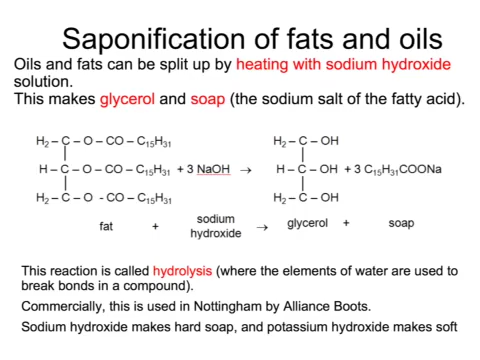 Saponification of fats and oils
Oils and fats can be split up by heating with sodium hydroxide
solution.
This makes glycerol and soap (the sodium salt of the fatty acid).
H₂ – C – O – CO – C₁₅H₃₁ H₂ – C – OH
H – C – O – CO – C₁₅H₃₁ + 3 NaOH → H – C – OH + 3 C₁₅H₃₁COONa
H₂ – C – O - CO – C₁₅H₃₁ H₂ – C – OH
fat + sodium hydroxide → glycerol + soap
This reaction is called hydrolysis (where the elements of water are used to
break bonds in a compound).
Commercially, this is used in Nottingham by Alliance Boots.
Sodium hydroxide makes hard soap, and potassium hydroxide makes soft